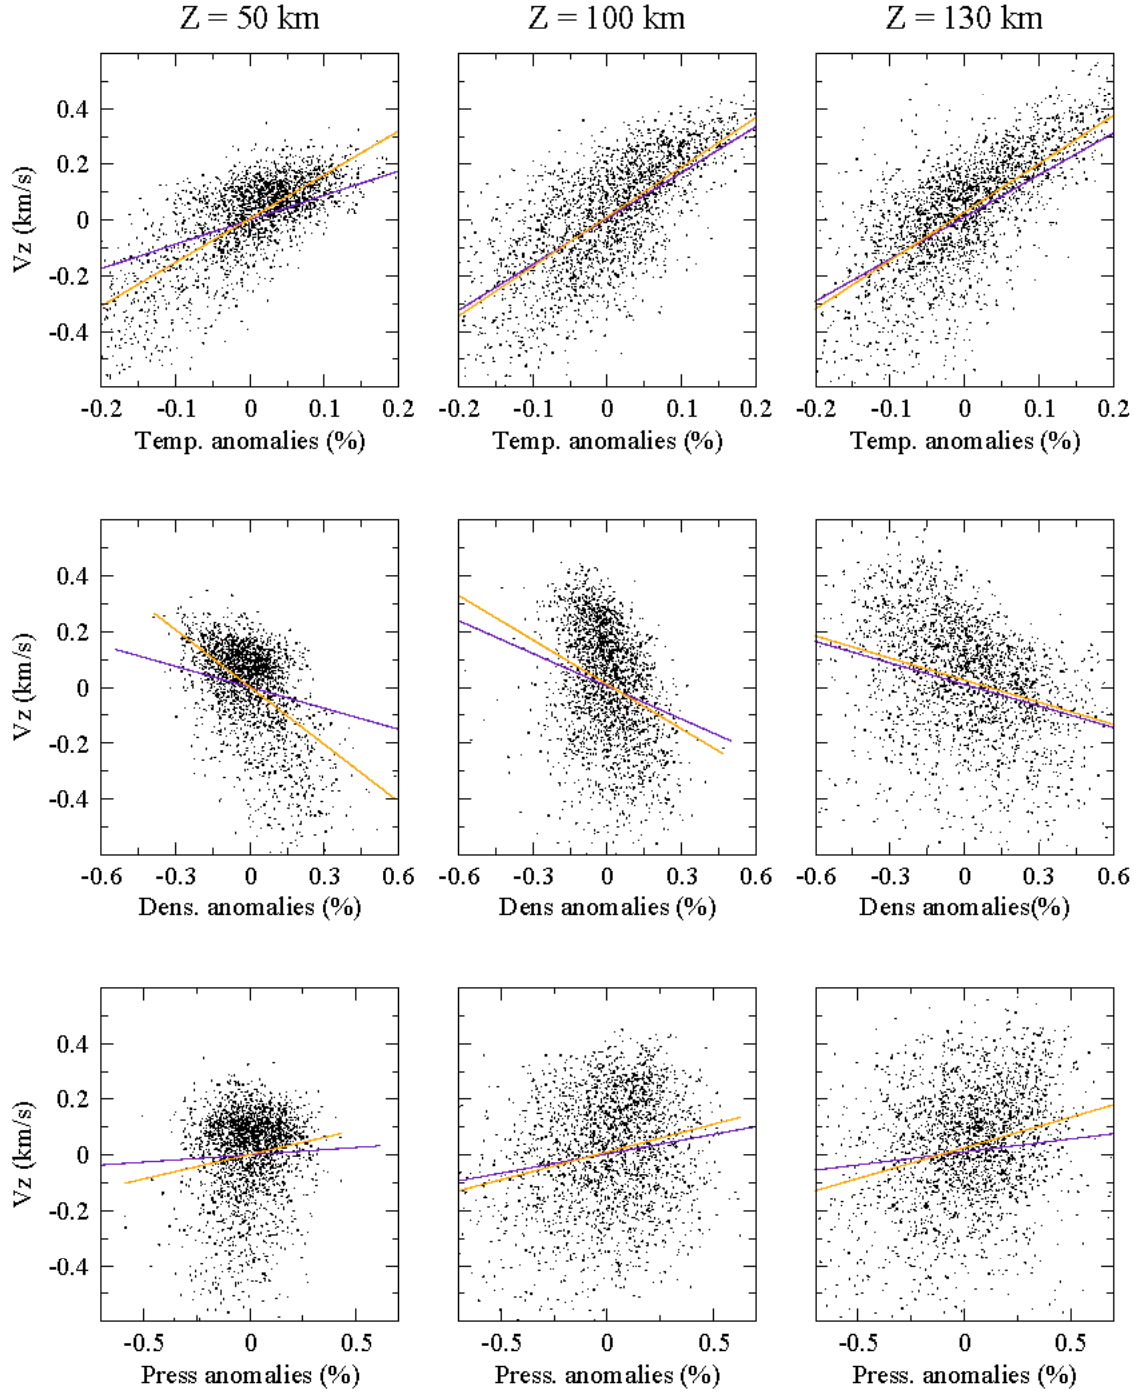 Z = 50 km Z = 100 km Z = 130 km
0.4
0.2
0
-0.2
-0.4
Vz (km/s)
-0.2 -0.1 0 0.1 0.2 -0.2 -0.1 0 0.1 0.2 -0.2 -0.1 0 0.1 0.2
Temp. anomalies (%) Temp. anomalies (%) Temp. anomalies (%)
0.4
0.2
0
-0.2
-0.4
Vz (km/s)
-0.6 -0.3 0 0.3 0.6 -0.6 -0.3 0 0.3 0.6 -0.6 -0.3 0 0.3 0.6
Dens. anomalies (%) Dens anomalies (%) Dens anomalies(%)
0.4
0.2
0
-0.2
-0.4
Vz (km/s)
-0.5 0 0.5 -0.5 0 0.5 -0.5 0 0.5
Press anomalies (%) Press. anomalies (%) Press. anomalies (%)